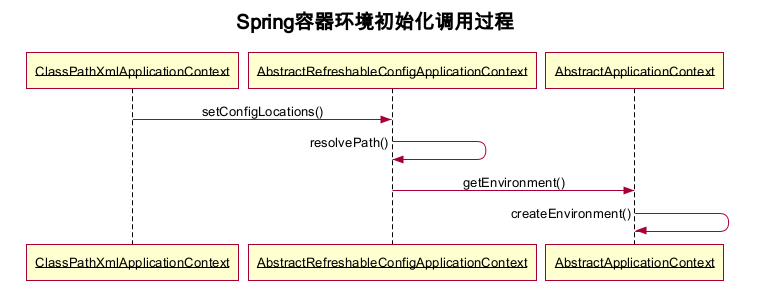 Spring容器环境初始化调用过程
ClassPathXmlApplicationContext
AbstractRefreshableConfigApplicationContext
AbstractApplicationContext
setConfigLocations()
resolvePath()
getEnvironment()
createEnvironment()
ClassPathXmlApplicationContext
AbstractRefreshableConfigApplicationContext
AbstractApplicationContext